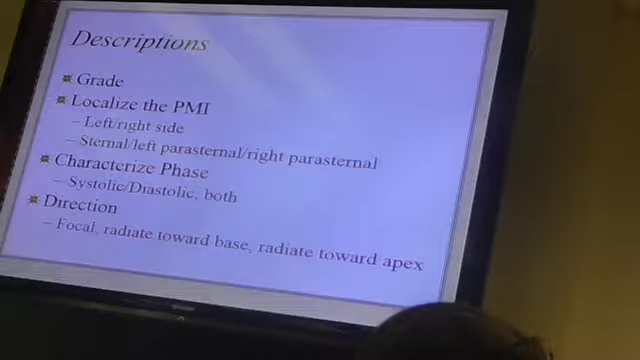 Descriptions
Grade
Localize the PMI
– Left/right side
– Sternal/left parasternal/right parasternal
Characterize Phase
– Systolic/Diastolic, both
Direction
– Focal, radiate toward base, radiate toward apex